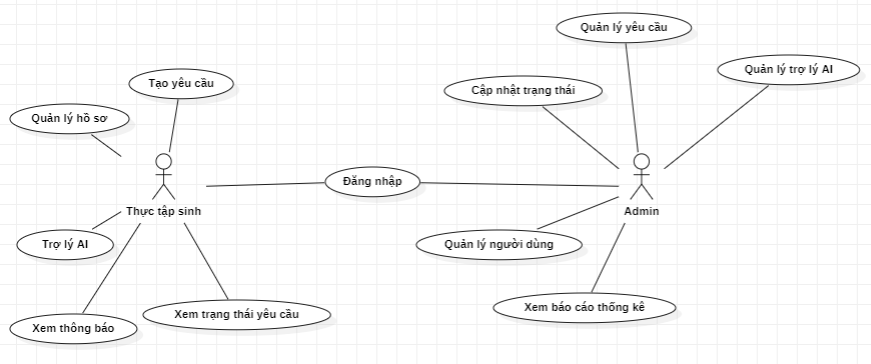 Quản lý yêu cầu
Quản lý trợ lý AI
Tạo yêu cầu
Cập nhật trạng thái
Quản lý hồ sơ
Đăng nhập
Thực tập sinh
Admin
Trợ lý AI
Quản lý người dùng
Xem báo cáo thống kê
Xem trạng thái yêu cầu
Xem thông báo